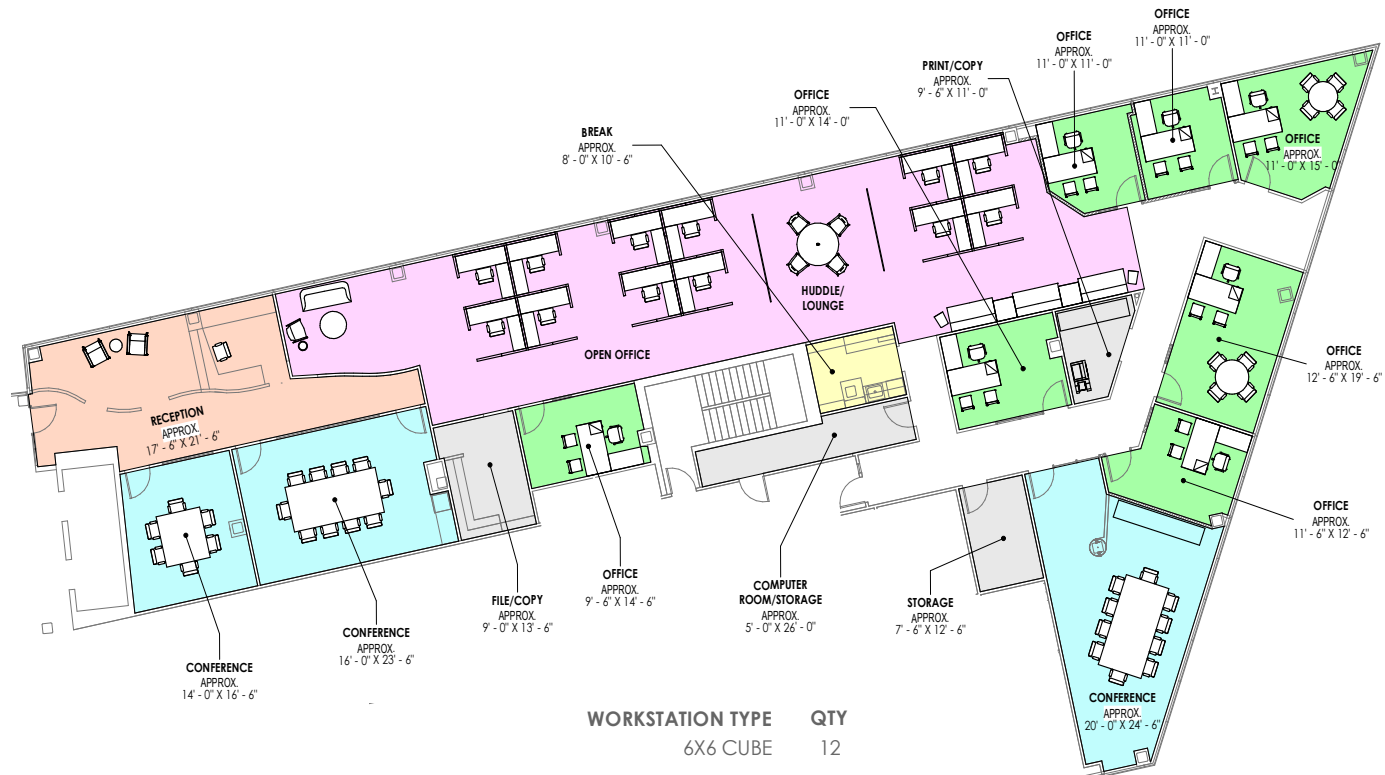 OFFICE
APPROX.
11' - 0" X 11' - 0"
OFFICE
APPROX.
11' - 0" X 11' - 0"
PRINT/COPY
APPROX.
9' - 6" X 11' - 0"
OFFICE
APPROX.
11' - 0" X 14' - 0"
BREAK
APPROX.
8' - 0" X 10' - 6"
OFFICE
APPROX.
11' - 0" X 15' - 0"
HUDDLE/
LOUNGE
OPEN OFFICE
OFFICE
APPROX.
12' - 6" X 19' - 6"
RECEPTION
APPROX.
17' - 6" X 21' - 6"
OFFICE
APPROX.
11' - 6" X 12' - 6"
OFFICE
APPROX.
9' - 6" X 14' - 6"
COMPUTER
ROOM/STORAGE
APPROX.
5' - 0" X 26' - 0"
FILE/COPY
APPROX.
9' - 0" X 13' - 6"
STORAGE
APPROX.
7' - 6" X 12' - 6"
CONFERENCE
APPROX.
16' - 0" X 23' - 6"
CONFERENCE
APPROX.
14' - 0" X 16' - 6"
CONFERENCE
APPROX.
20' - 0" X 24' - 6"
WORKSTATION TYPE QTY
6X6 CUBE 12